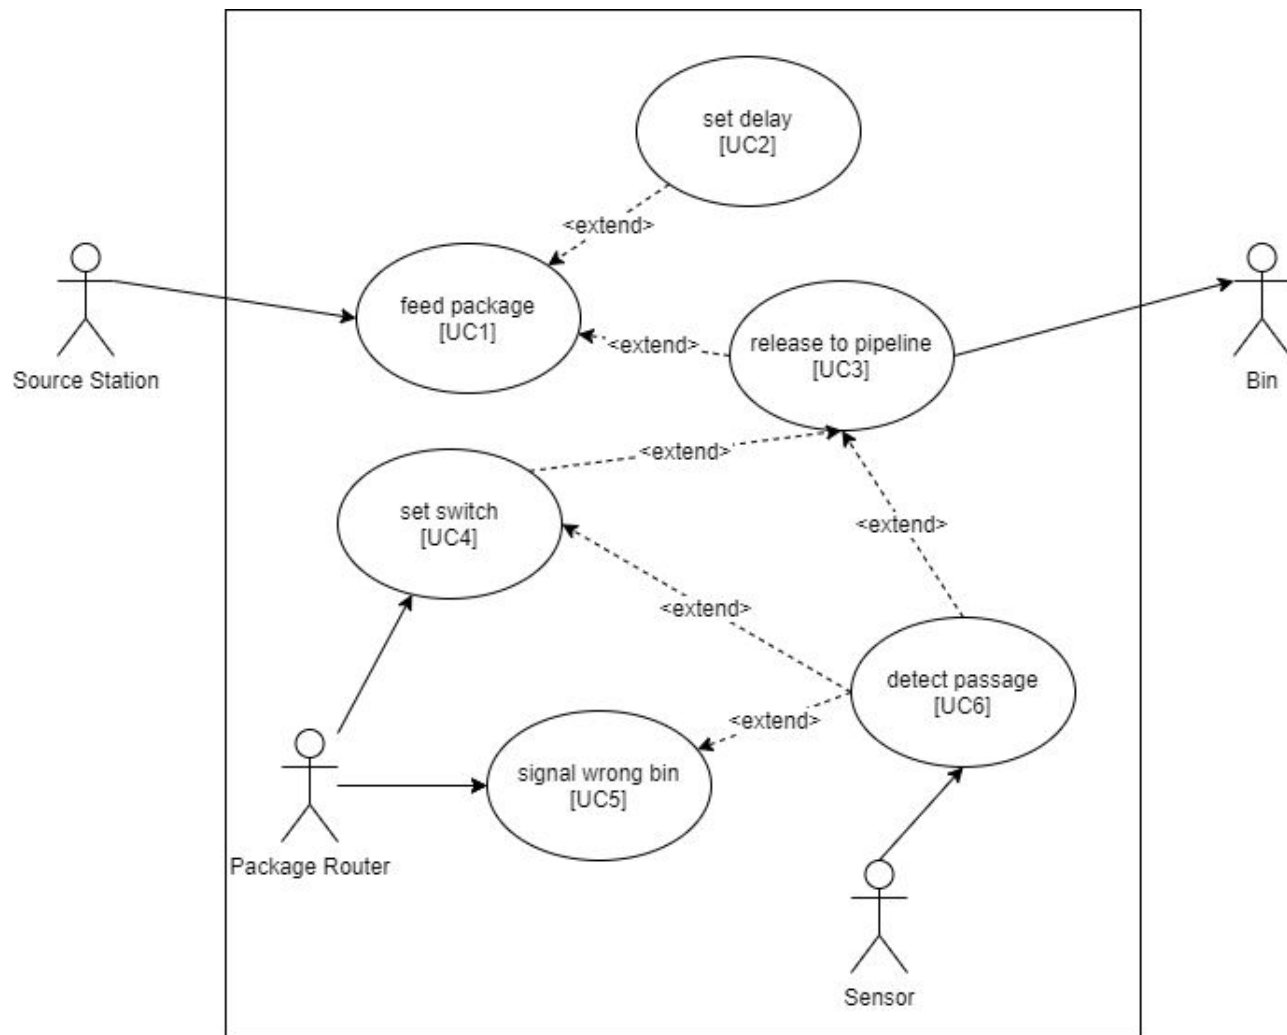 set delay
[UC2]
<extend>
feed package
[UC1]
<extend>
release to pipeline
[UC3]
Source Station
Bin
<extend>
set switch
[UC4]
<extend>
<extend>
detect passage
[UC6]
<extend>
signal wrong bin
[UC5]
Package Router
Sensor